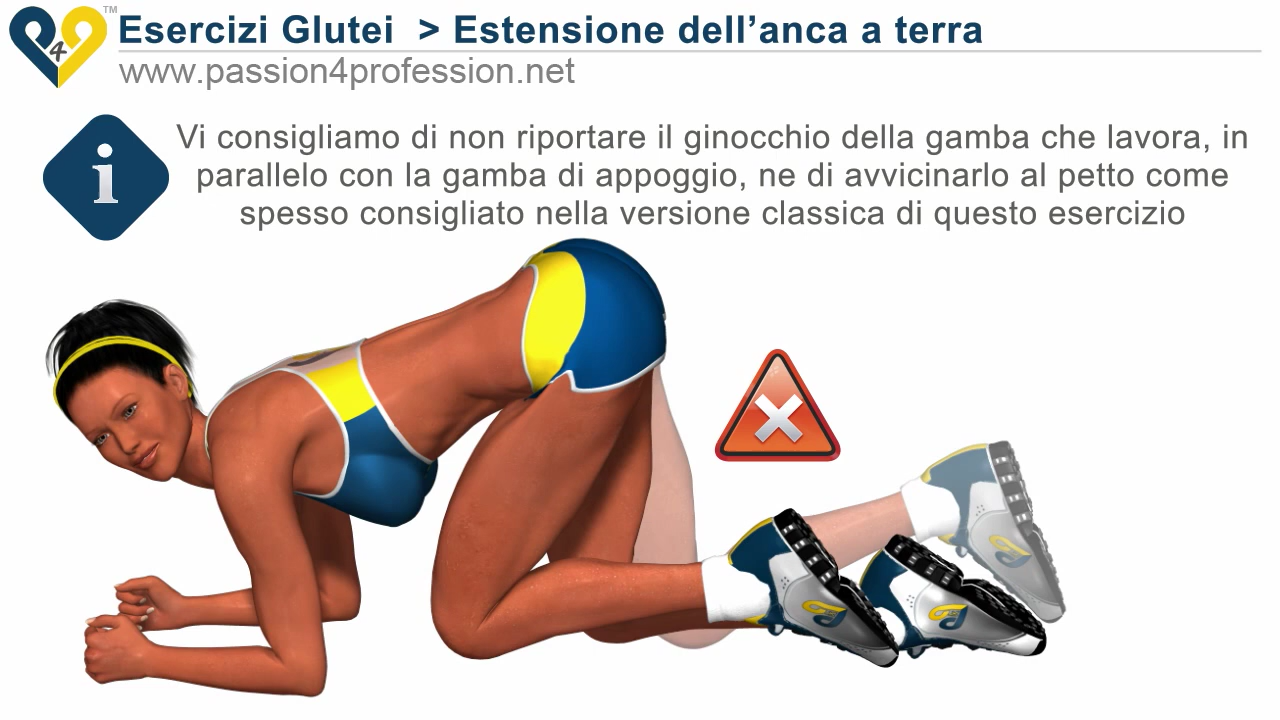 4
TM
Esercizi Glutei > Estensione dell’anca a terra
www.passion4profession.net
i
Vi consigliamo di non riportare il ginocchio della gamba che lavora, in
parallelo con la gamba di appoggio, ne di avvicinarlo al petto come
spesso consigliato nella versione classica di questo esercizio